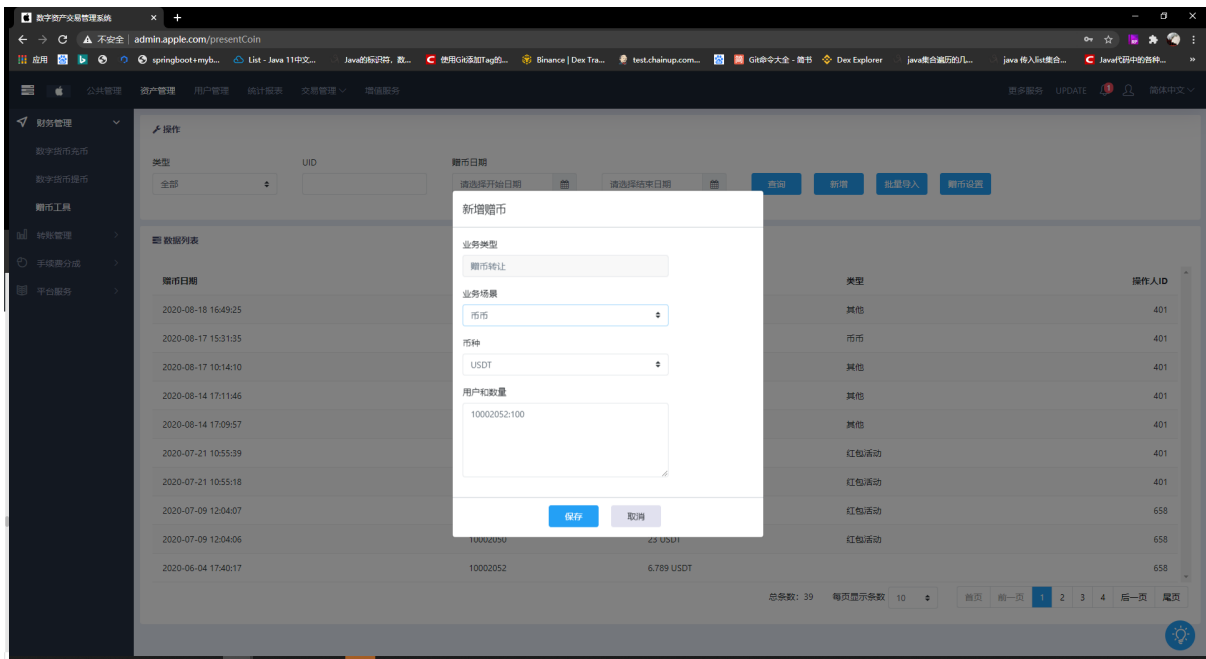 数字资产交易管理系统
不安全 | admin.apple.com/presentCoin
应用 springboot+myb... List - Java 11中文... Java的标识符, 数... 使用Git添加Tag的... Binance | Dex Tra... test.chainup.com... Git命令大全 - 简书 Dex Explorer java集合遍历的几... java 传入list集合... Java代码中的各种... »
公共管理 资产管理 用户管理 统计报表 交易管理 增值服务 更多服务 UPDATE 1 简体中文
财务管理
数字货币充币
数字货币提币
赠币工具
转账管理
手续费分成
平台服务
操作
类型 UID 赠币日期
全部 请选择开始日期 请选择结束日期 查询 新增 批量导入 赠币设置
数据列表
赠币日期 类型 操作人ID
2020-08-18 16:49:25 其他 401
2020-08-17 15:31:35 币币 401
2020-08-17 10:14:10 其他 401
2020-08-14 17:11:46 其他 401
2020-08-14 17:09:57 其他 401
2020-07-21 10:55:39 红包活动 401
2020-07-21 10:55:18 红包活动 401
2020-07-09 12:04:07 红包活动 658
2020-07-09 12:04:06 10002050 23 USDT 红包活动 658
2020-06-04 17:40:17 10002052 6.789 USDT 658
总条数: 39 每页显示条数 10 首页 前一页 1 2 3 4 后一页 尾页
新增赠币
业务类型
赠币转让
业务场景
币币
币种
USDT
用户和数量
10002052:100
保存 取消